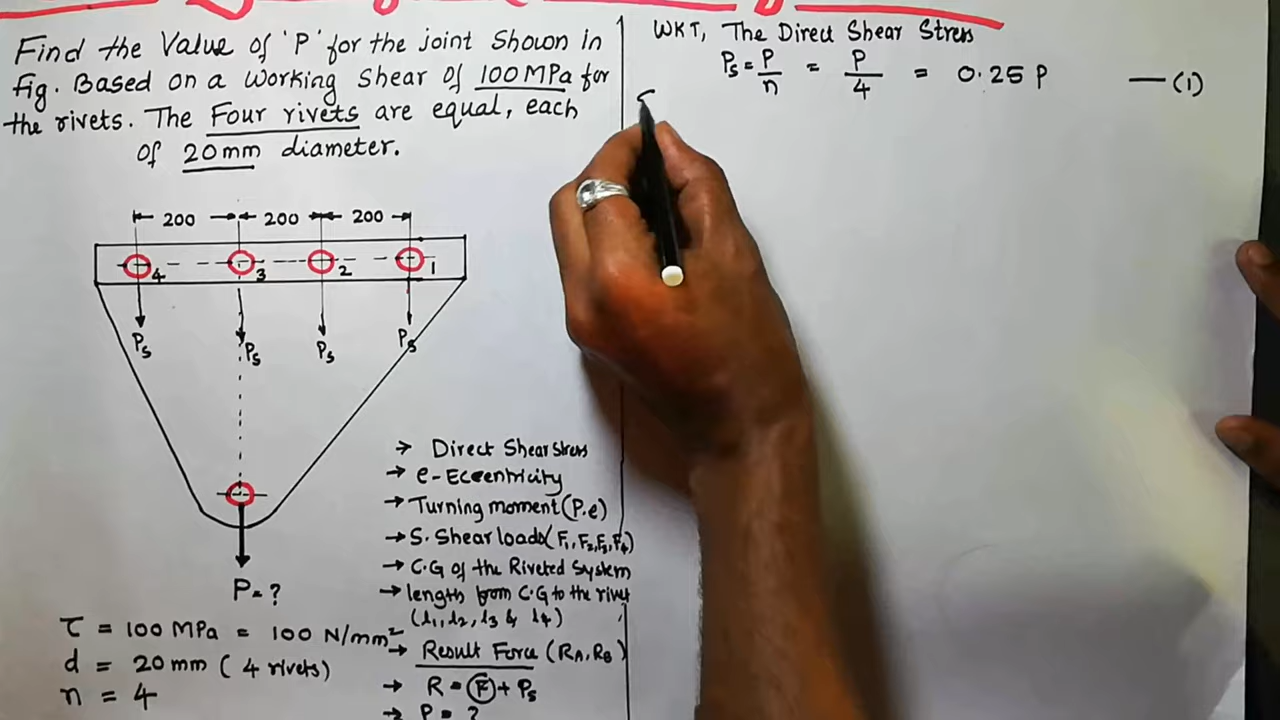 Find the Value of 'P' for the joint Shown in
Fig. Based on a Working Shear of 100 MPa for
the rivets. The Four rivets are equal, each
of 20 mm diameter.
200 200 200
4 3 2 1
Ps Ps Ps Ps
P = ?
τ = 100 MPa = 100 N/mm²
d = 20 mm ( 4 rivets)
n = 4
→ Direct Shear Stress
→ e - Eccentricity
→ Turning moment (P.e)
→ S. Shear loads (F1, F2, F3, F4)
→ C.G of the Riveted System
→ length from C.G to the rivet
(l1, l2, l3 & l4)
→ Result Force (RA, RB)
→ R = F + Ps
→ P = ?
WKT, The Direct Shear Stress
Ps = P/n = P/4 = 0.25 P — (1)